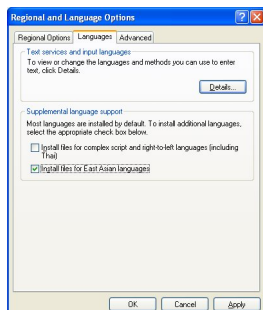 Regional and Language Options
Regional Options Languages Advanced
Text services and input languages
To view or change the languages and methods you can use to enter
text, click Details.
Details...
Supplemental language support
Most languages are installed by default. To install additional languages,
select the appropriate check box below.
Install files for complex script and right-to-left languages (including
Thai)
Install files for East Asian languages
OK Cancel Apply